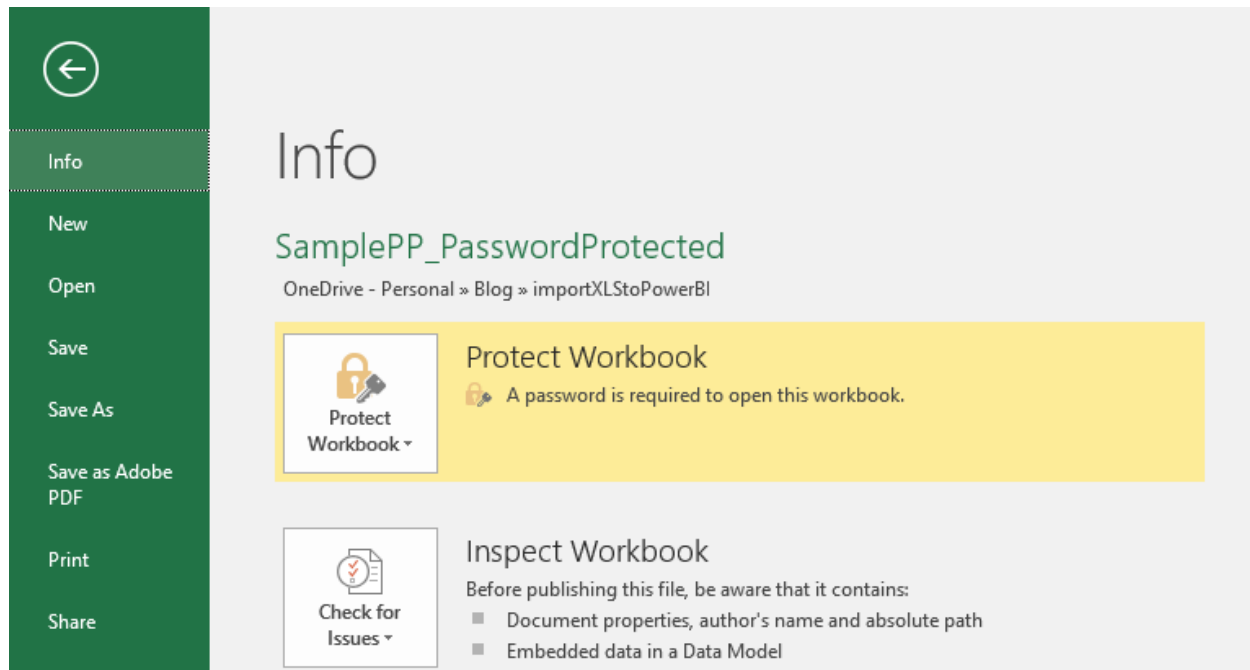 Info
New
Open
Save
Save As
Save as Adobe
PDF
Print
Share
Info
SamplePP_PasswordProtected
OneDrive - Personal » Blog » importXLStoPowerBI
Protect
Workbook
Protect Workbook
A password is required to open this workbook.
Check for
Issues
Inspect Workbook
Before publishing this file, be aware that it contains:
Document properties, author's name and absolute path
Embedded data in a Data Model